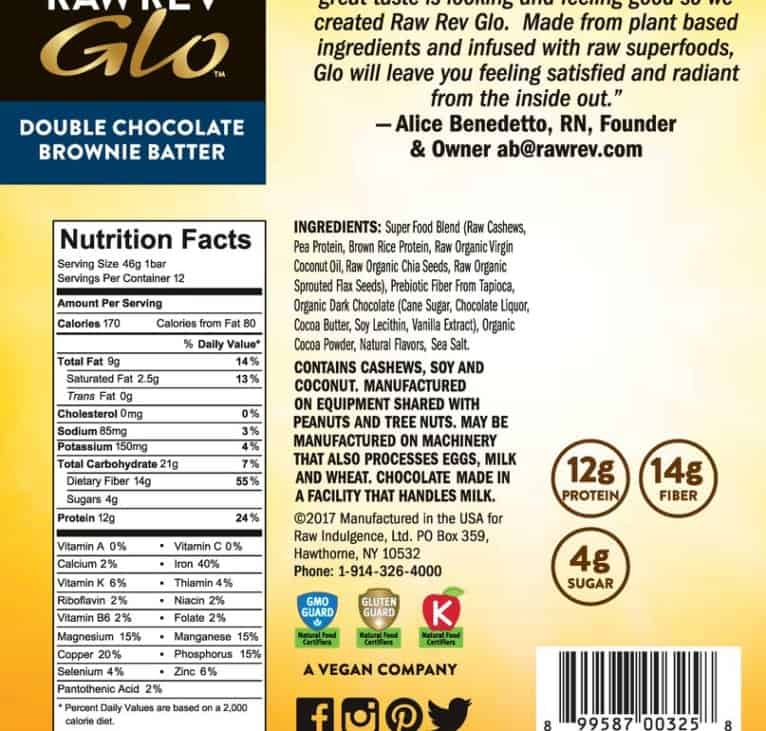 RAW REV
Glo™
DOUBLE CHOCOLATE
BROWNIE BATTER
great taste is looking and feeling good so we
created Raw Rev Glo. Made from plant based
ingredients and infused with raw superfoods,
Glo will leave you feeling satisfied and radiant
from the inside out.”
— Alice Benedetto, RN, Founder
& Owner ab@rawrev.com
Nutrition Facts
Serving Size 46g 1bar
Servings Per Container 12
Amount Per Serving
Calories 170 Calories from Fat 80
% Daily Value*
Total Fat 9g 14%
Saturated Fat 2.5g 13%
Trans Fat 0g
Cholesterol 0mg 0%
Sodium 85mg 3%
Potassium 150mg 4%
Total Carbohydrate 21g 7%
Dietary Fiber 14g 55%
Sugars 4g
Protein 12g 24%
Vitamin A 0% • Vitamin C 0%
Calcium 2% • Iron 40%
Vitamin K 6% • Thiamin 4%
Riboflavin 2% • Niacin 2%
Vitamin B6 2% • Folate 2%
Magnesium 15% • Manganese 15%
Copper 20% • Phosphorus 15%
Selenium 4% • Zinc 6%
Pantothenic Acid 2%
* Percent Daily Values are based on a 2,000
calorie diet.
INGREDIENTS: Super Food Blend (Raw Cashews,
Pea Protein, Brown Rice Protein, Raw Organic Virgin
Coconut Oil, Raw Organic Chia Seeds, Raw Organic
Sprouted Flax Seeds), Prebiotic Fiber From Tapioca,
Organic Dark Chocolate (Cane Sugar, Chocolate Liquor,
Cocoa Butter, Soy Lecithin, Vanilla Extract), Organic
Cocoa Powder, Natural Flavors, Sea Salt.
CONTAINS CASHEWS, SOY AND
COCONUT. MANUFACTURED
ON EQUIPMENT SHARED WITH
PEANUTS AND TREE NUTS. MAY BE
MANUFACTURED ON MACHINERY
THAT ALSO PROCESSES EGGS, MILK
AND WHEAT. CHOCOLATE MADE IN
A FACILITY THAT HANDLES MILK.
©2017 Manufactured in the USA for
Raw Indulgence, Ltd. PO Box 359,
Hawthorne, NY 10532
Phone: 1-914-326-4000
GMO
GUARD
Natural Food
Certifiers
GLUTEN
GUARD
Natural Food
Certifiers
K
Natural Food
Certifiers
A VEGAN COMPANY
12g
PROTEIN
14g
FIBER
4g
SUGAR
8 99587 00325 8